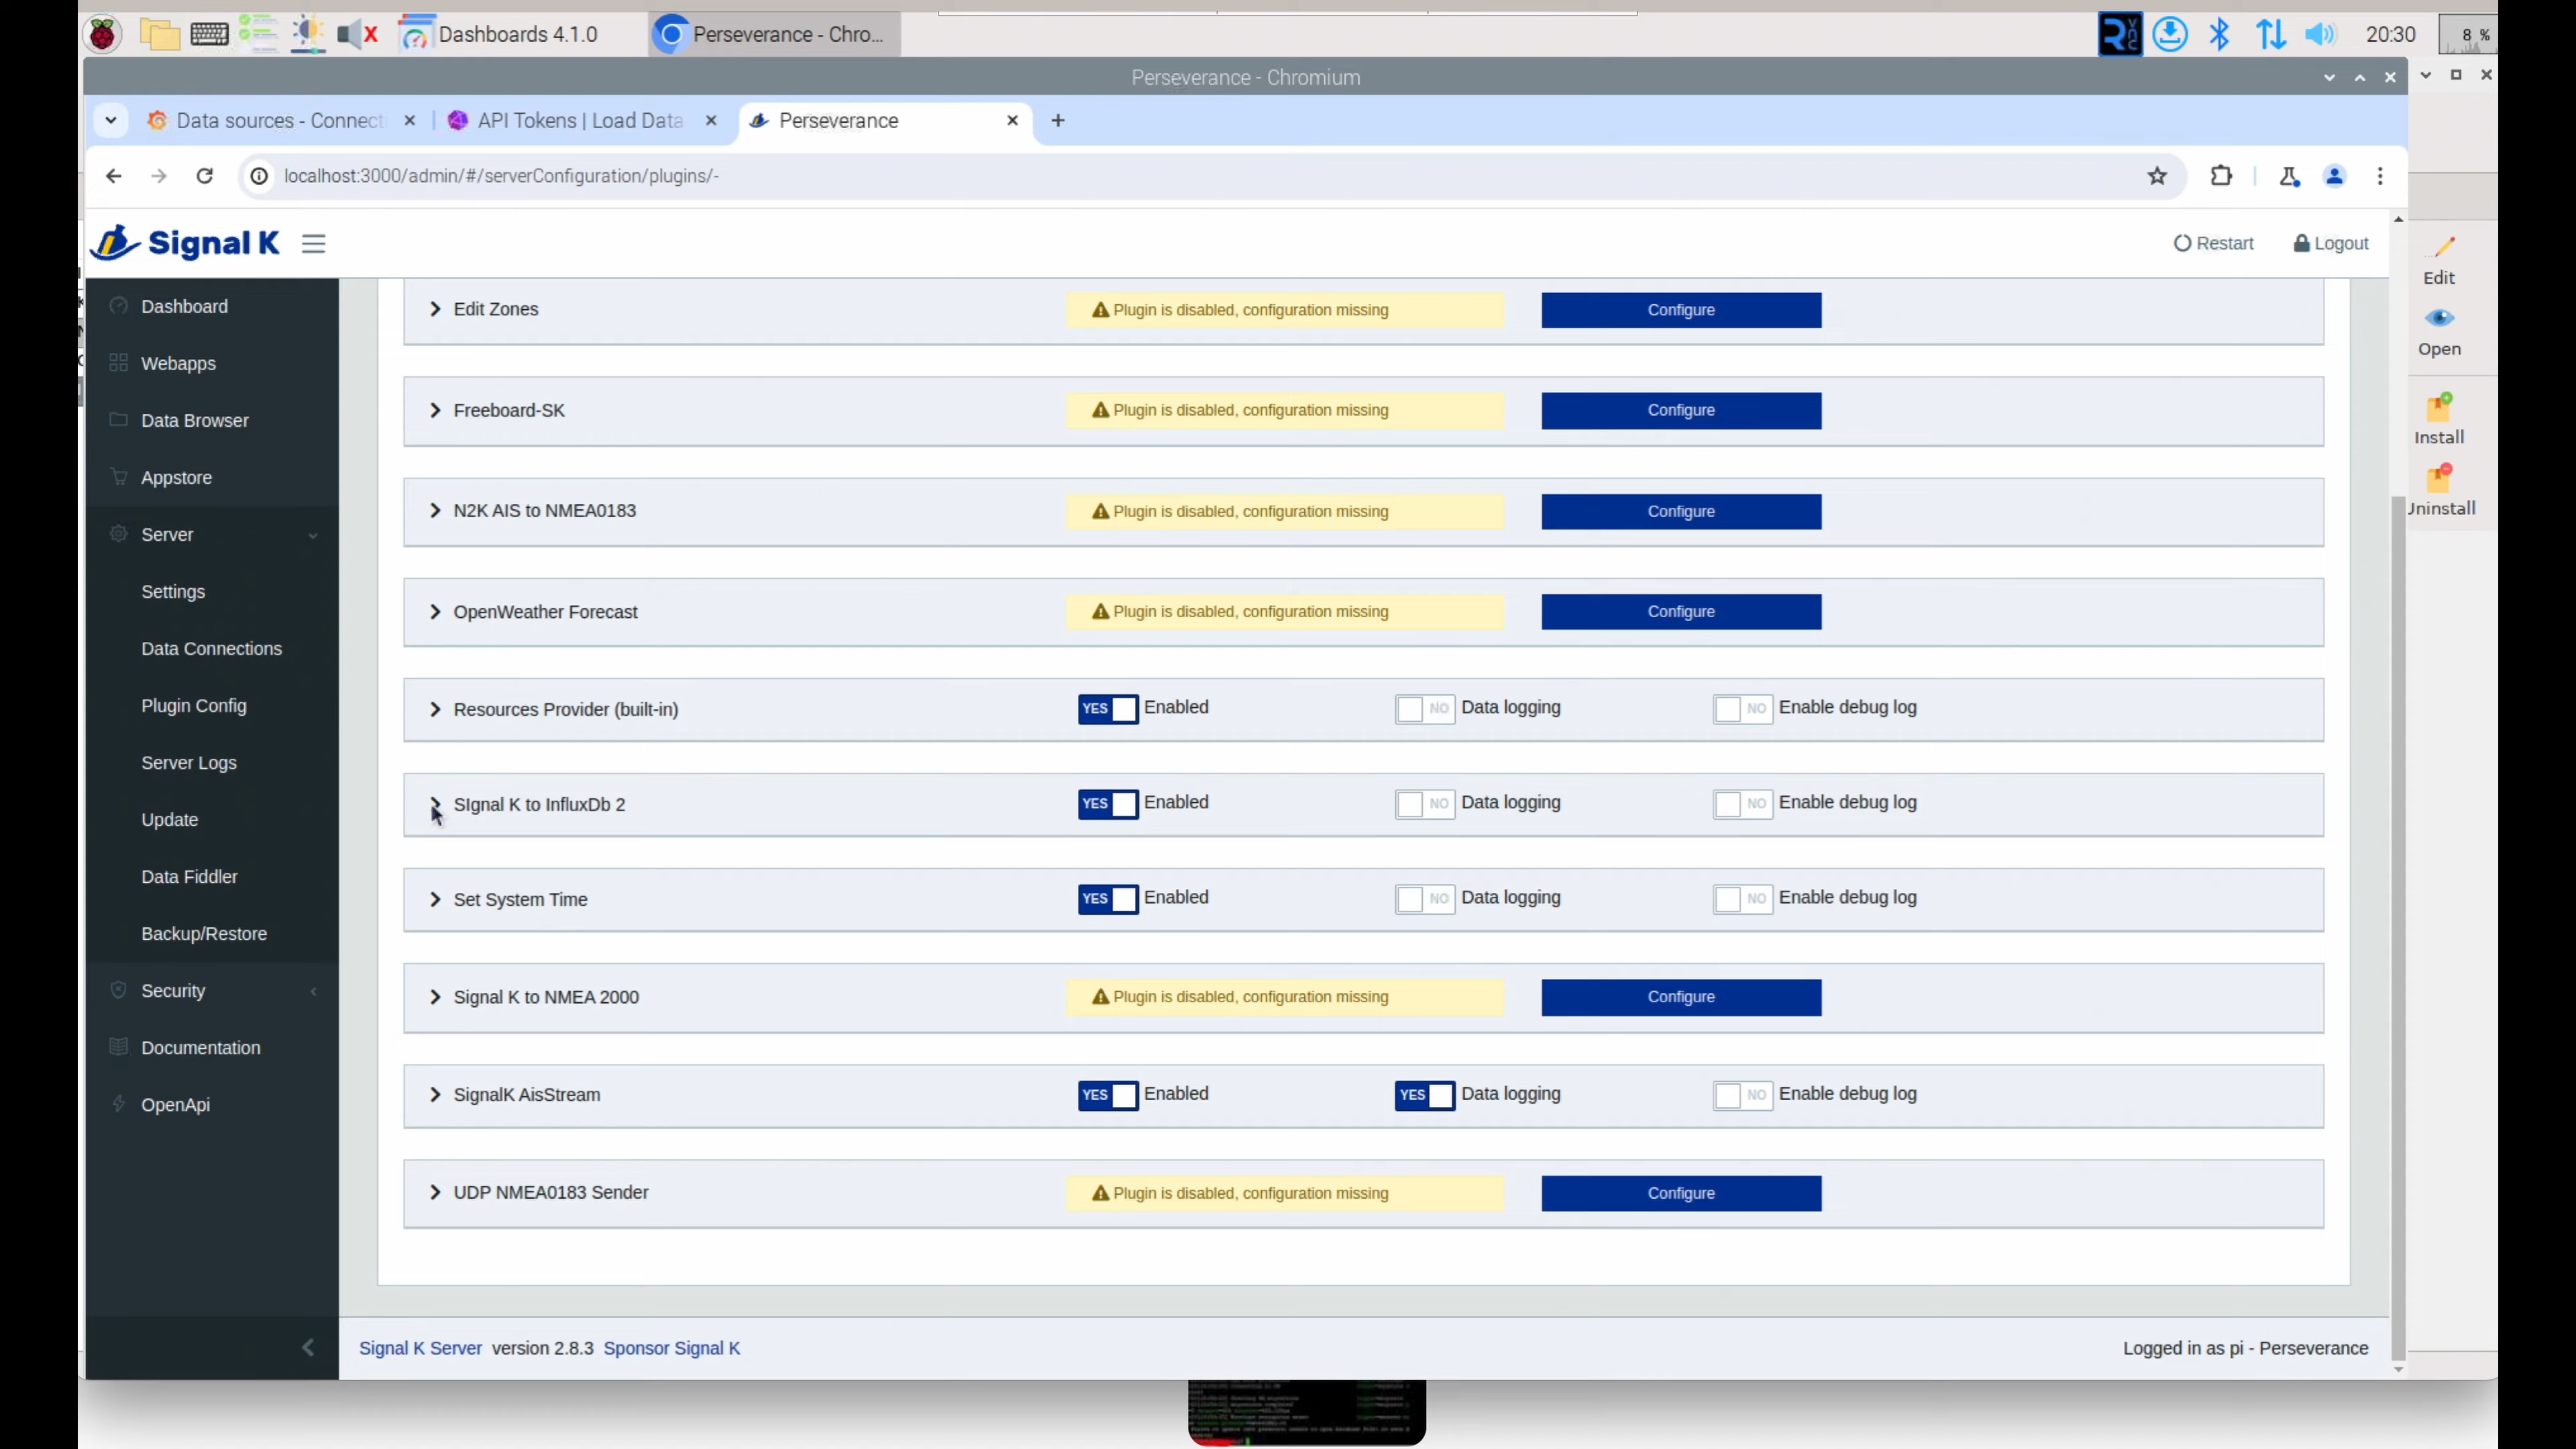 Dashboards 4.1.0
Perseverance - Chro...
VNC
20:30
8 %
Perseverance - Chromium
Data sources - Connect
API Tokens | Load Data
Perseverance
localhost:3000/admin/#/serverConfiguration/plugins/-
Signal K
Restart
Logout
Edit
Open
Install
Uninstall
Dashboard
Webapps
Data Browser
Appstore
Server
Settings
Data Connections
Plugin Config
Server Logs
Update
Data Fiddler
Backup/Restore
Security
Documentation
OpenApi
Edit Zones Plugin is disabled, configuration missing Configure
Freeboard-SK Plugin is disabled, configuration missing Configure
N2K AIS to NMEA0183 Plugin is disabled, configuration missing Configure
OpenWeather Forecast Plugin is disabled, configuration missing Configure
Resources Provider (built-in) YES Enabled NO Data logging NO Enable debug log
SIgnal K to InfluxDb 2 YES Enabled NO Data logging NO Enable debug log
Set System Time YES Enabled NO Data logging NO Enable debug log
Signal K to NMEA 2000 Plugin is disabled, configuration missing Configure
SignalK AisStream YES Enabled YES Data logging NO Enable debug log
UDP NMEA0183 Sender Plugin is disabled, configuration missing Configure
Signal K Server version 2.8.3 Sponsor Signal K
Logged in as pi - Perseverance